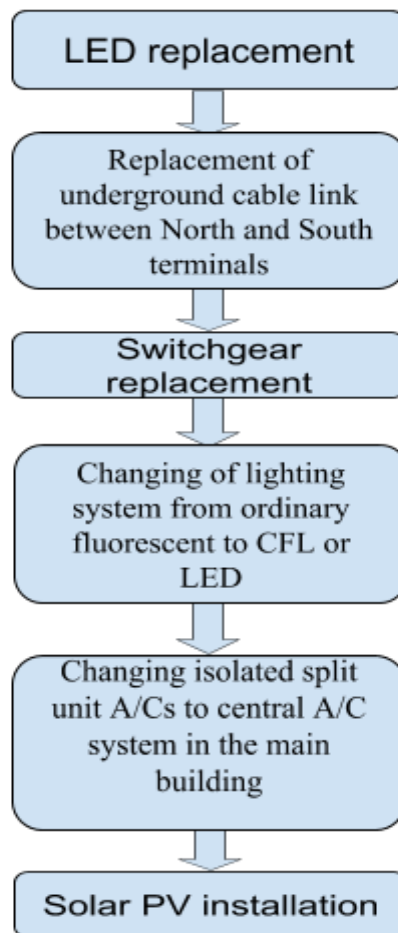 LED replacement
Replacement of
underground cable link
between North and South
terminals
Switchgear
replacement
Changing of lighting
system from ordinary
fluorescent to CFL or
LED
Changing isolated split
unit A/Cs to central A/C
system in the main
building
Solar PV installation